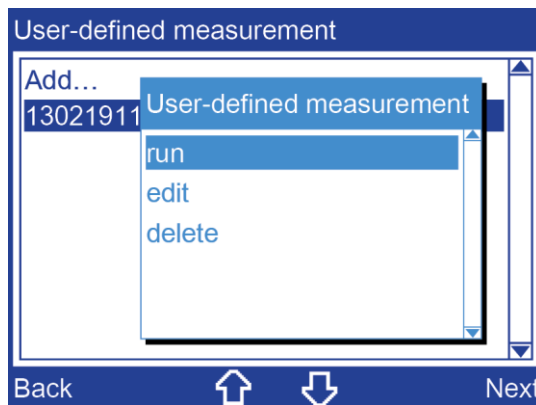 User-defined measurement
Add...
13021911
User-defined measurement
run
edit
delete
Back
Next